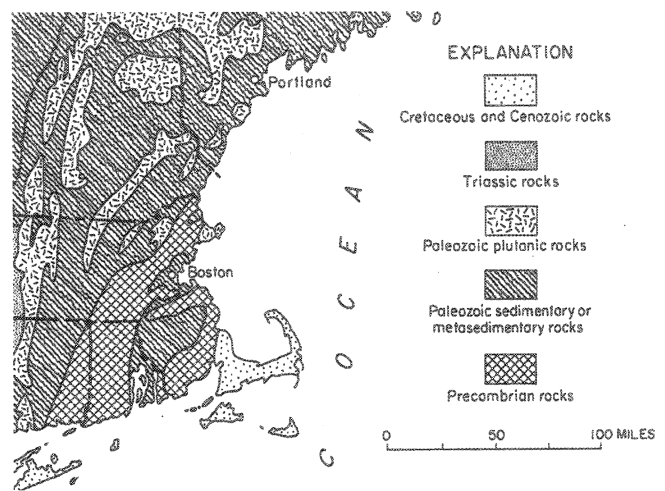 EXPLANATION
Portland
Cretaceous and Cenozoic rocks
Triassic rocks
Paleozoic plutonic rocks
Boston
Paleozoic sedimentary or
metasedimentary rocks
Precambrian rocks
OCEAN
0 50 100 MILES
C